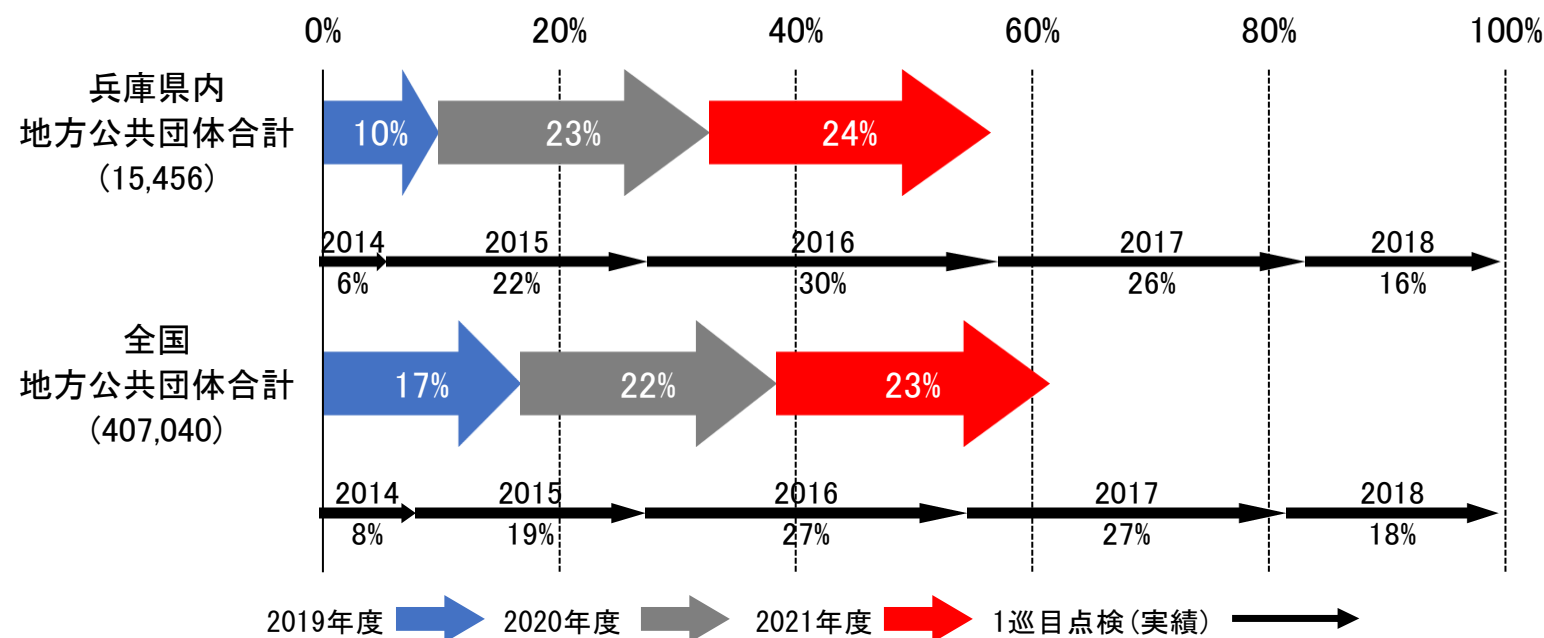 0% 20% 40% 60% 80% 100%
兵庫県内
地方公共団体合計
(15,456)
10% 23% 24%
2014 2015 2016 2017 2018
6% 22% 30% 26% 16%
全国
地方公共団体合計
(407,040)
17% 22% 23%
2014 2015 2016 2017 2018
8% 19% 27% 27% 18%
2019年度 2020年度 2021年度 1巡目点検(実績)